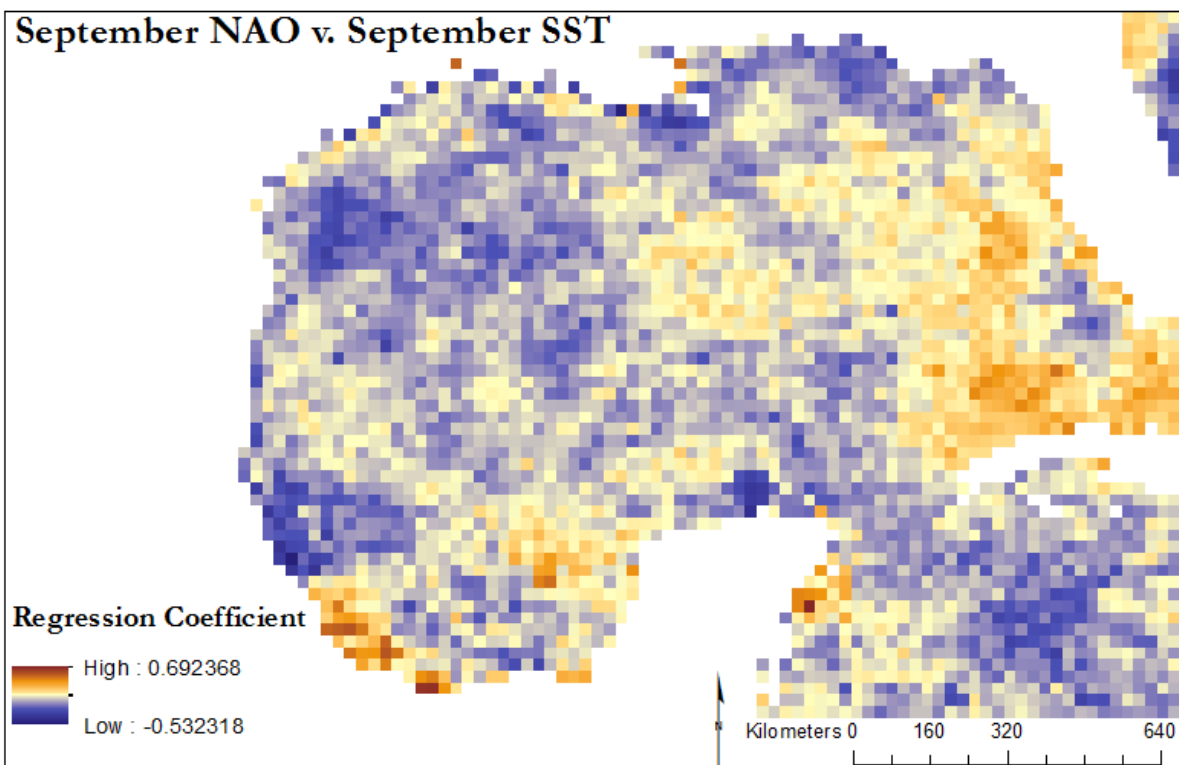 September NAO v. September SST
Regression Coefficient
High : 0.692368
Low : -0.532318
N
Kilometers 0 160 320 640